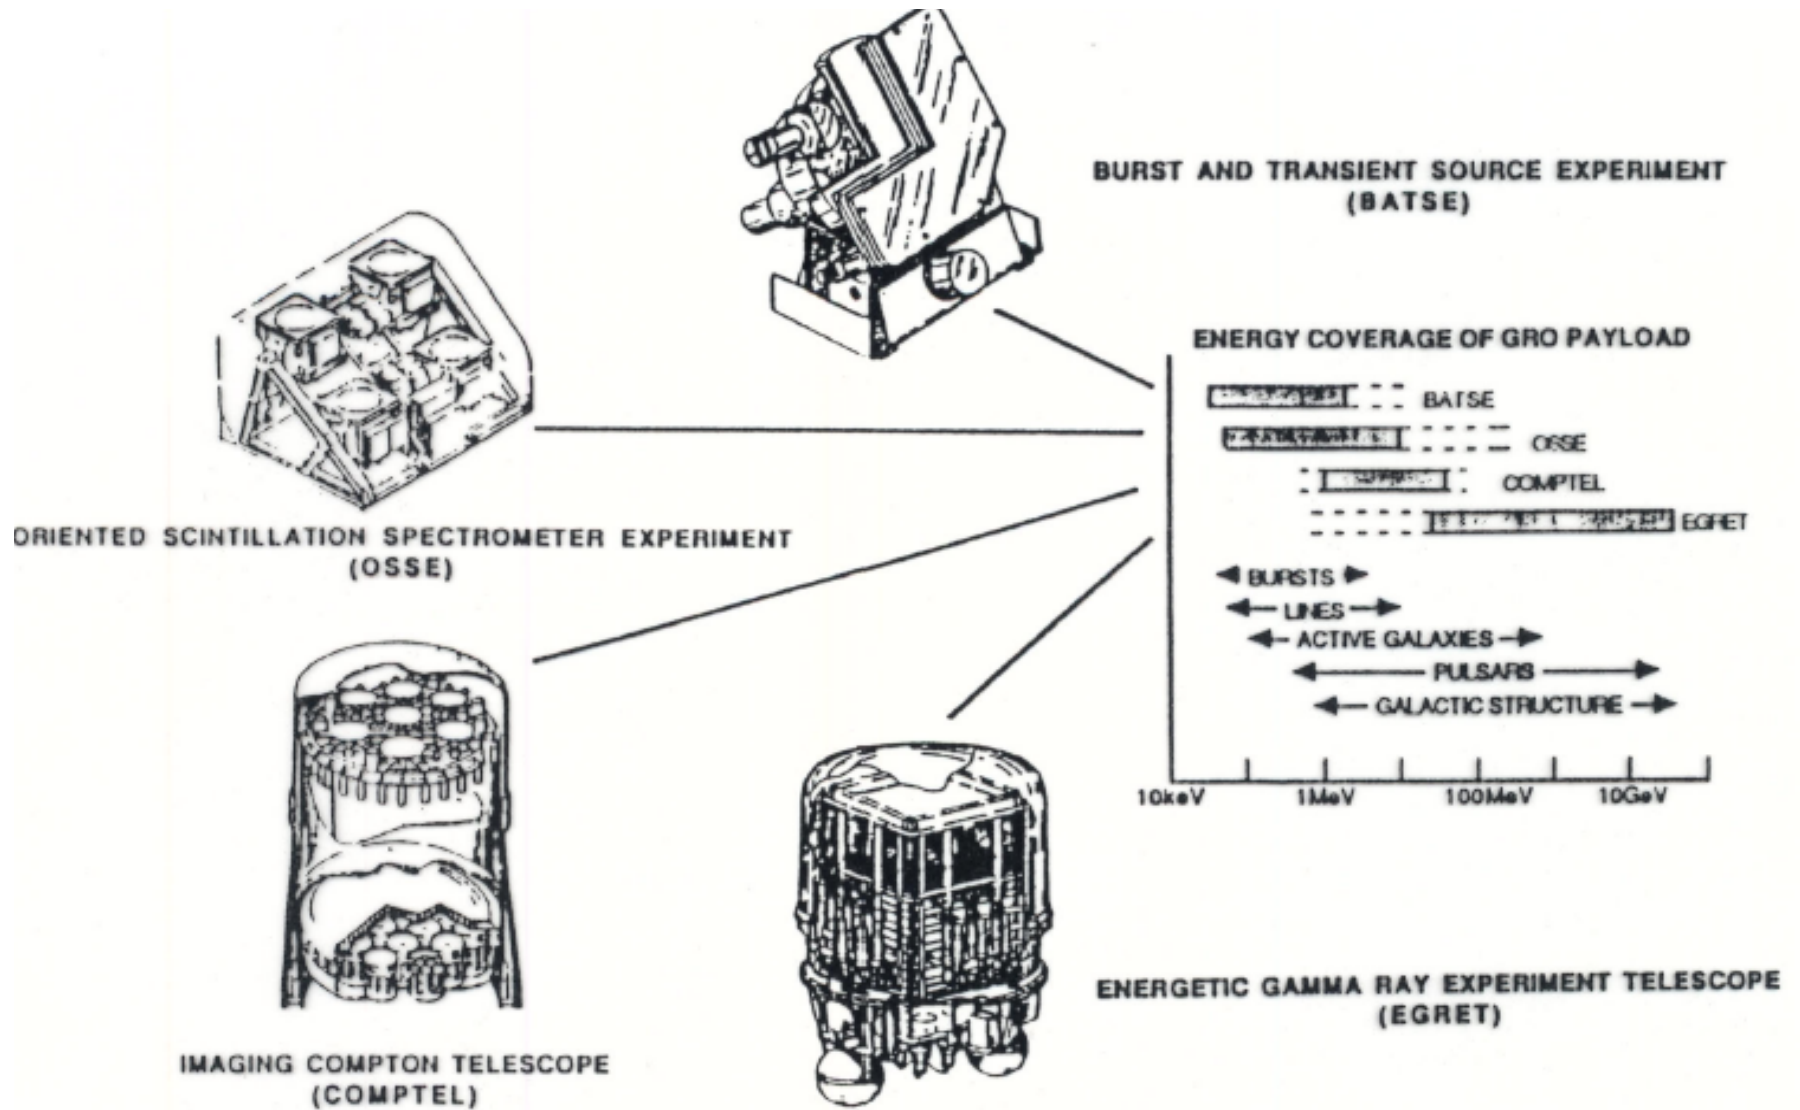 BURST AND TRANSIENT SOURCE EXPERIMENT
(BATSE)
ORIENTED SCINTILLATION SPECTROMETER EXPERIMENT
(OSSE)
ENERGY COVERAGE OF GRO PAYLOAD
BATSE
OSSE
COMPTEL
EGRET
BURSTS
LINES
ACTIVE GALAXIES
PULSARS
GALACTIC STRUCTURE
10keV 1MeV 100MeV 10GeV
IMAGING COMPTON TELESCOPE
(COMPTEL)
ENERGETIC GAMMA RAY EXPERIMENT TELESCOPE
(EGRET)